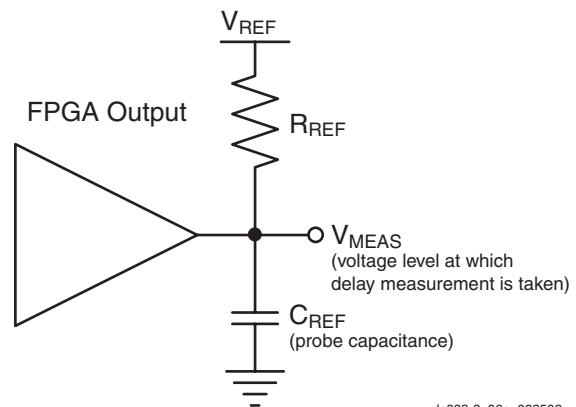 VREF
FPGA Output
RREF
VMEAS
(voltage level at which
delay measurement is taken)
CREF
(probe capacitance)